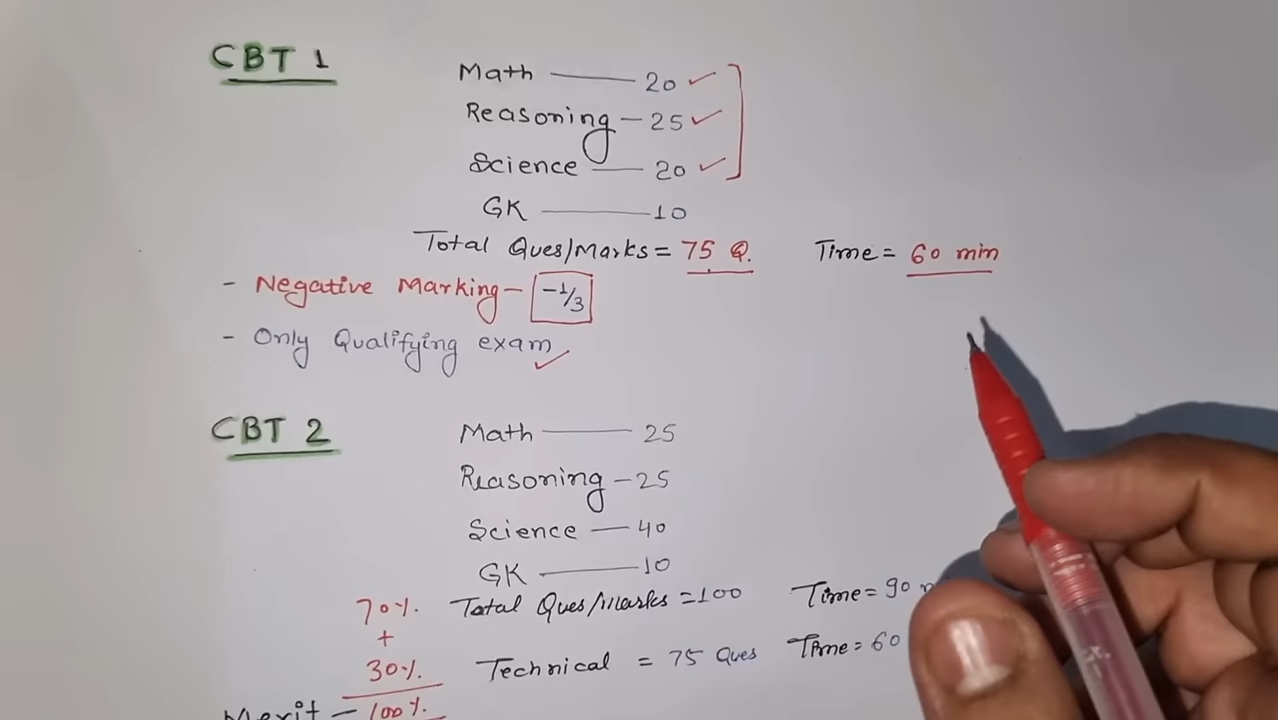 CBT 1
Math —— 20 ✓
Reasoning — 25 ✓
Science —— 20 ✓
GK ——— 10
Total Ques/Marks = 75 Q. Time = 60 min
- Negative Marking - -1/3
- Only Qualifying exam ✓
CBT 2
Math —— 25
Reasoning - 25
Science — 40
GK ——— 10
70% Total Ques/Marks = 100 Time = 90
+
30% Technical = 75 Ques Time = 60
Merit - 100%